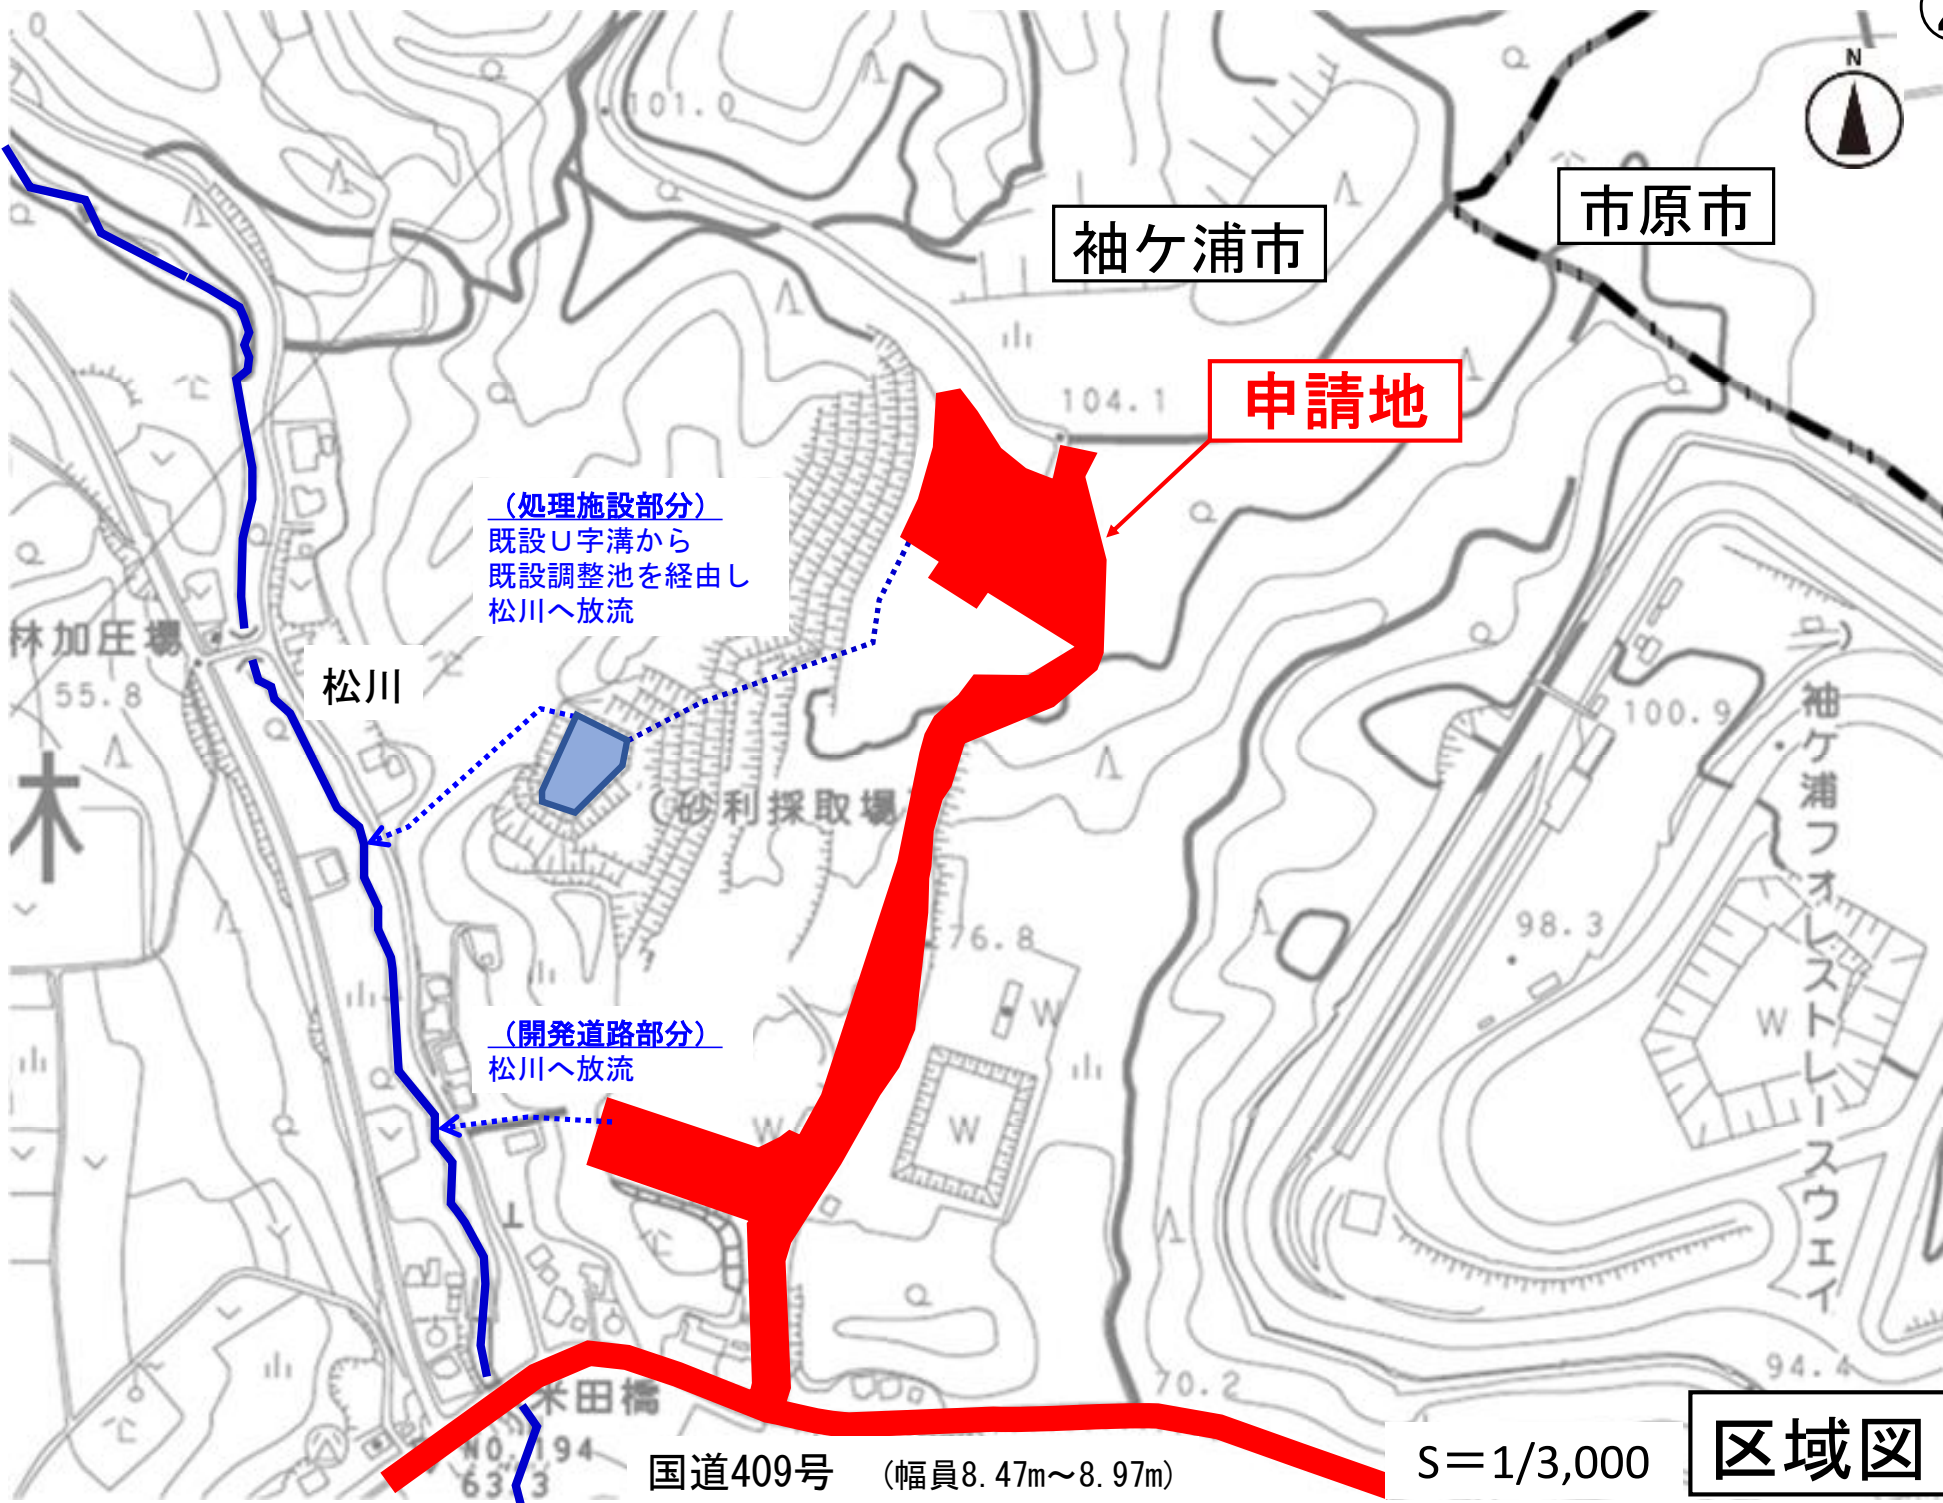 N
101.0
市原市
袖ケ浦市
申請地
104.1
（処理施設部分）
既設Ｕ字溝から
既設調整池を経由し
松川へ放流
林加圧場
55.8
松川
木
（砂利採取場）
100.9
袖ケ浦フォレストレースウェイ
98.3
76.8
W
W
W
W
（開発道路部分）
松川へ放流
94.4
70.2
米田橋
NO.194
63.3
国道409号　（幅員8.47m～8.97m）
S＝1/3,000
区域図